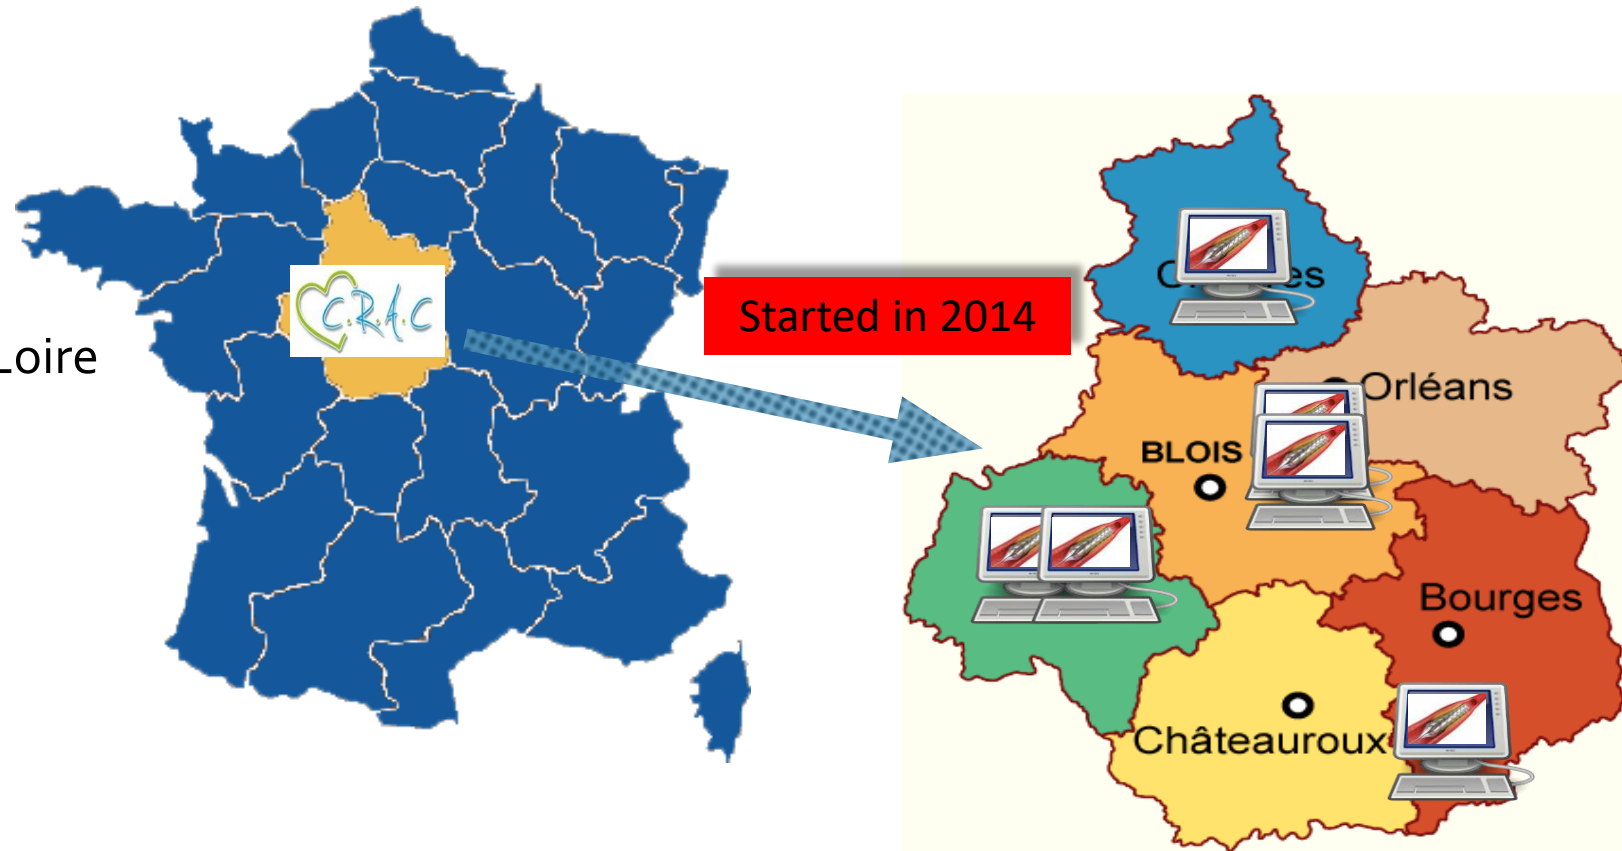 Loire
C.R.A.C
Started in 2014
Orléans
BLOIS
Bourges
Châteauroux